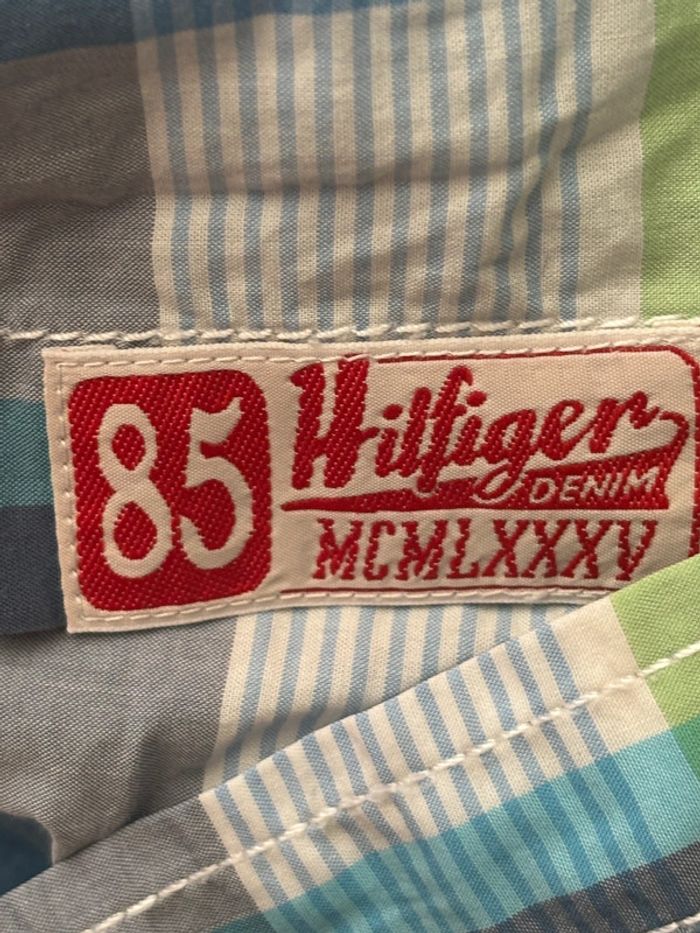 85
Hilfiger
DENIM
MCMLXXXV